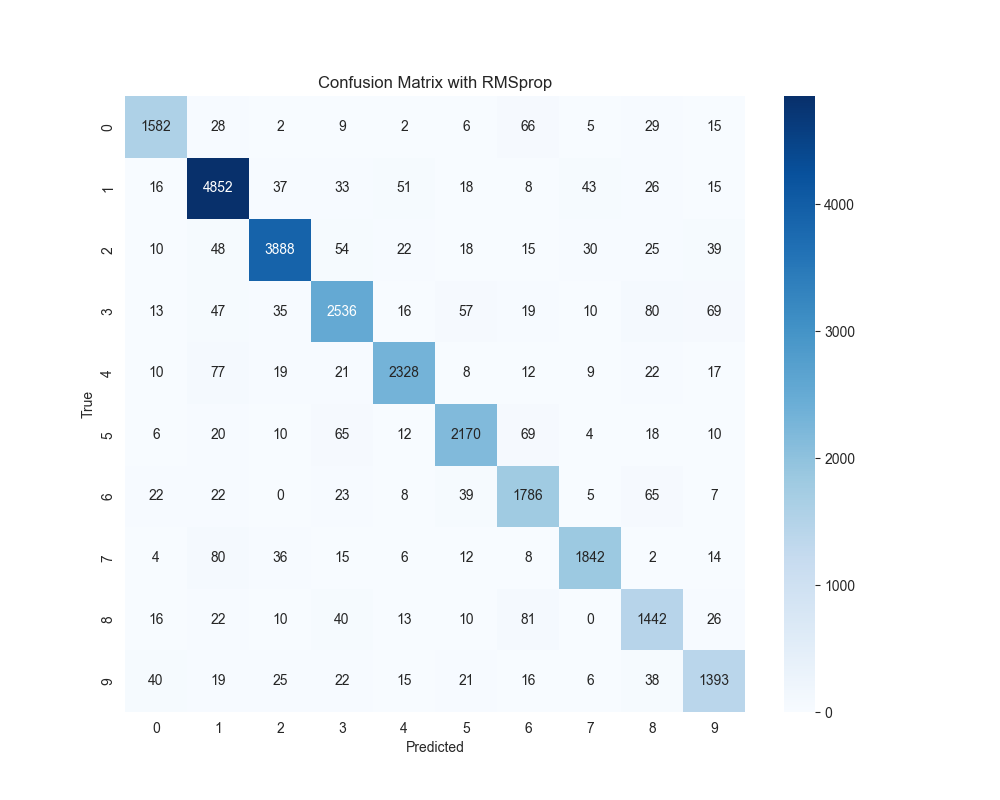 Confusion Matrix with RMSprop
0 1582 28 2 9 2 6 66 5 29 15
1 16 4852 37 33 51 18 8 43 26 15
2 10 48 3888 54 22 18 15 30 25 39
3 13 47 35 2536 16 57 19 10 80 69
4 10 77 19 21 2328 8 12 9 22 17
5 6 20 10 65 12 2170 69 4 18 10
6 22 22 0 23 8 39 1786 5 65 7
7 4 80 36 15 6 12 8 1842 2 14
8 16 22 10 40 13 10 81 0 1442 26
9 40 19 25 22 15 21 16 6 38 1393
0 1 2 3 4 5 6 7 8 9
Predicted
True
4000
3000
2000
1000
0